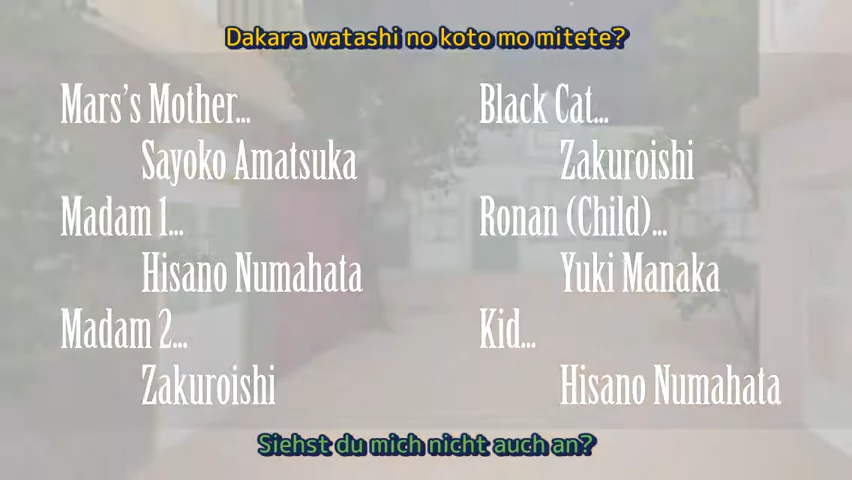 Dakara watashi no koto mo mitete?
Mars's Mother...
Sayoko Amatsuka
Madam 1...
Hisano Numahata
Madam 2...
Zakuroishi
Black Cat...
Zakuroishi
Ronan (Child)...
Yuki Manaka
Kid...
Hisano Numahata
Siehst du mich nicht auch an?